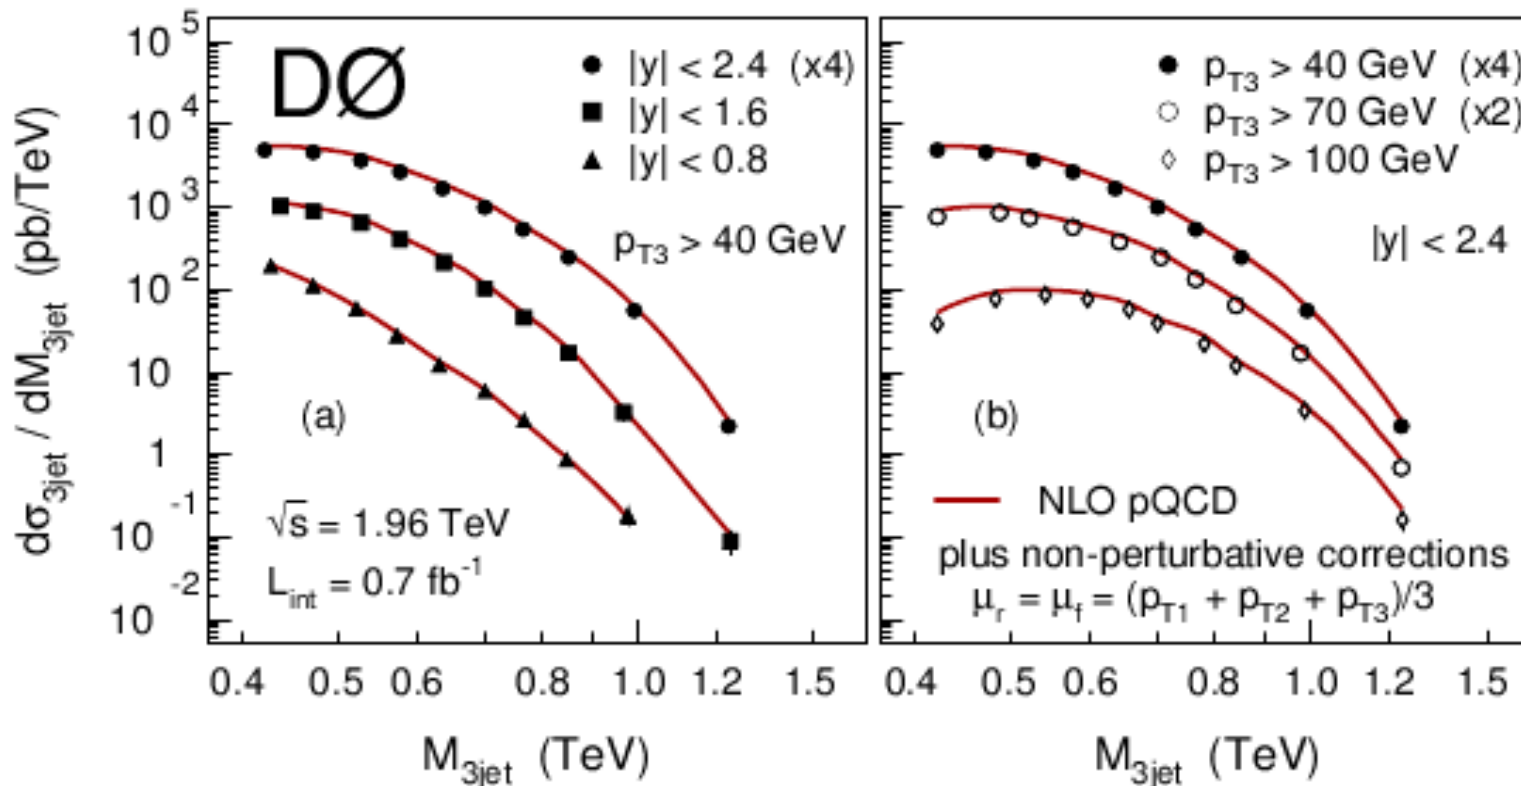 DØ
|y| < 2.4 (x4)
|y| < 1.6
|y| < 0.8
p_T3 > 40 GeV
(a)
√s = 1.96 TeV
L_int = 0.7 fb^-1
dσ_3jet / dM_3jet (pb/TeV)
10^5
10^4
10^3
10^2
10
1
10^-1
10^-2
0.4 0.5 0.6 0.8 1.0 1.2 1.5
M_3jet (TeV)
p_T3 > 40 GeV (x4)
p_T3 > 70 GeV (x2)
p_T3 > 100 GeV
|y| < 2.4
(b)
NLO pQCD
plus non-perturbative corrections
μ_r = μ_f = (p_T1 + p_T2 + p_T3)/3
0.4 0.5 0.6 0.8 1.0 1.2 1.5
M_3jet (TeV)